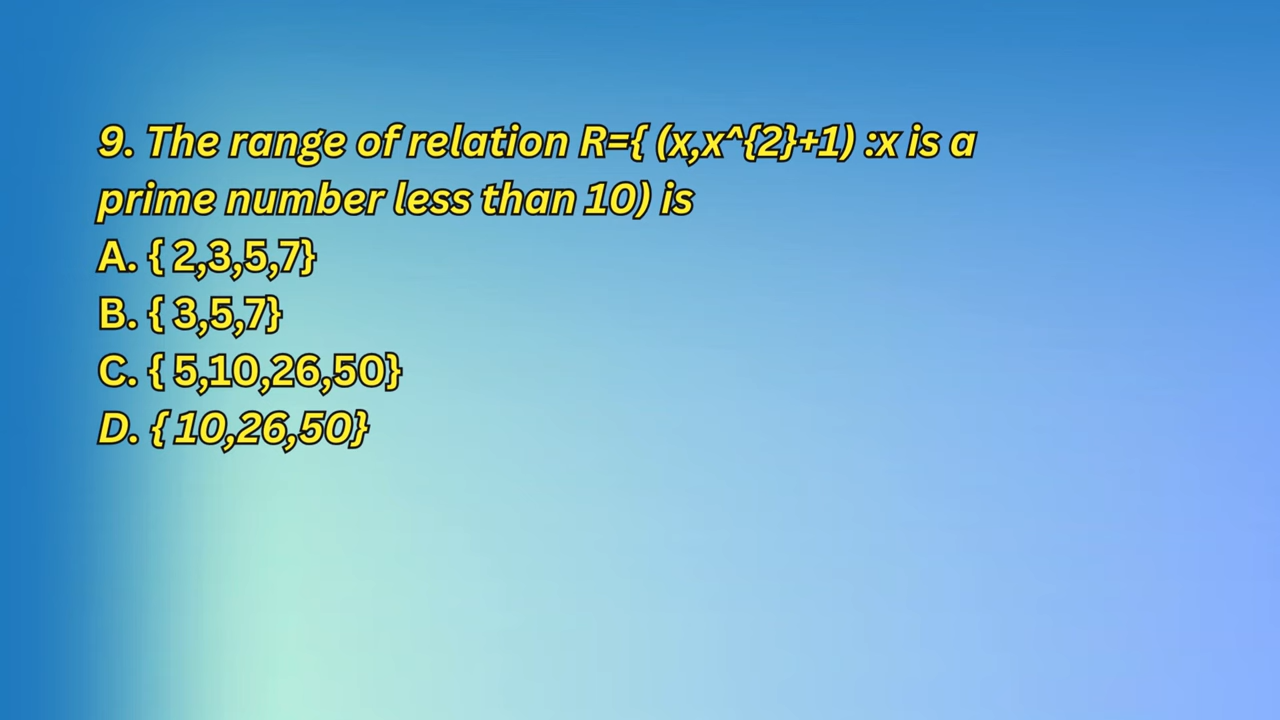 9. The range of relation R={ (x,x^{2}+1) :x is a
prime number less than 10) is
A. { 2,3,5,7}
B. { 3,5,7}
C. { 5,10,26,50}
D. { 10,26,50}